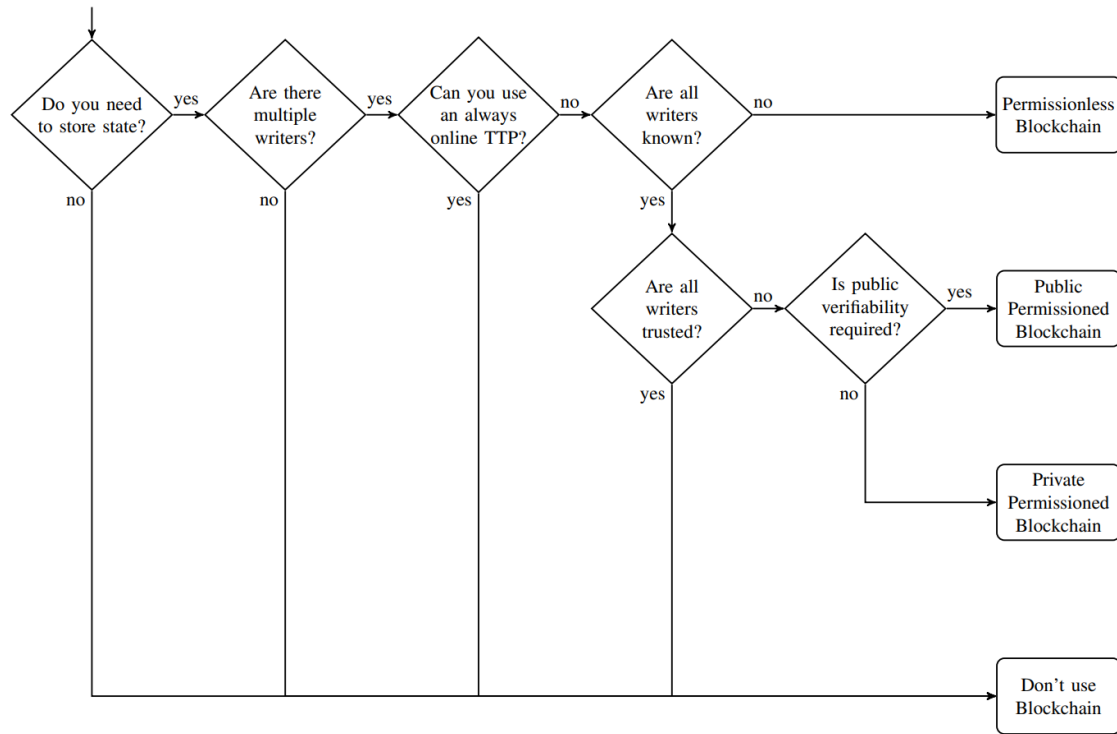 Do you need
to store state?
yes
no
Are there
multiple
writers?
yes
no
Can you use
an always
online TTP?
no
yes
Are all
writers
known?
no
yes
Permissionless
Blockchain
Are all
writers
trusted?
no
yes
Is public
verifiability
required?
yes
no
Public
Permissioned
Blockchain
Private
Permissioned
Blockchain
Don't use
Blockchain